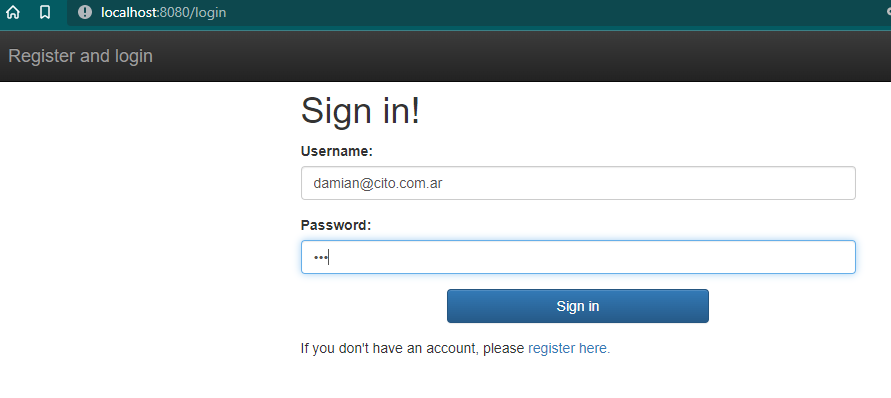 localhost:8080/login
Register and login
Sign in!
Username:
damian@cito.com.ar
Password:
•••
Sign in
If you don't have an account, please register here.